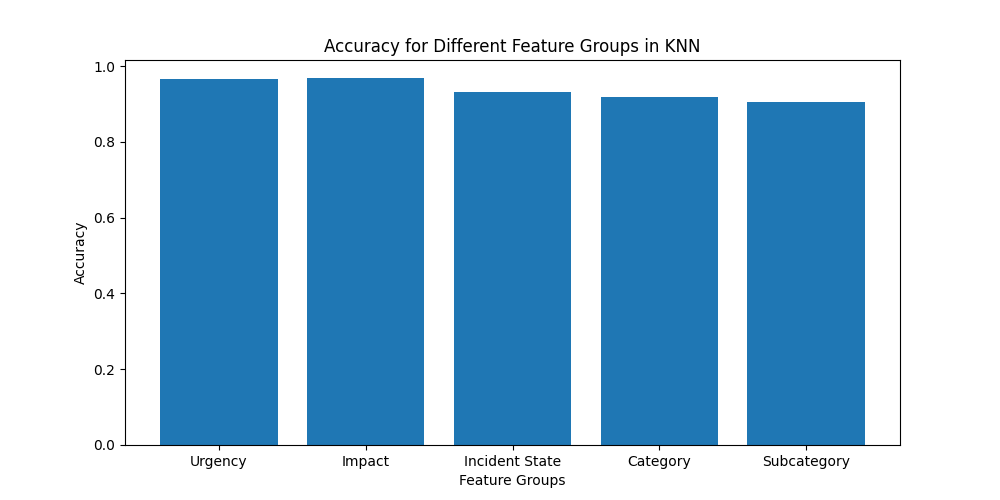 Accuracy for Different Feature Groups in KNN
1.0
0.8
0.6
0.4
0.2
0.0
Accuracy
Urgency Impact Incident State Category Subcategory
Feature Groups